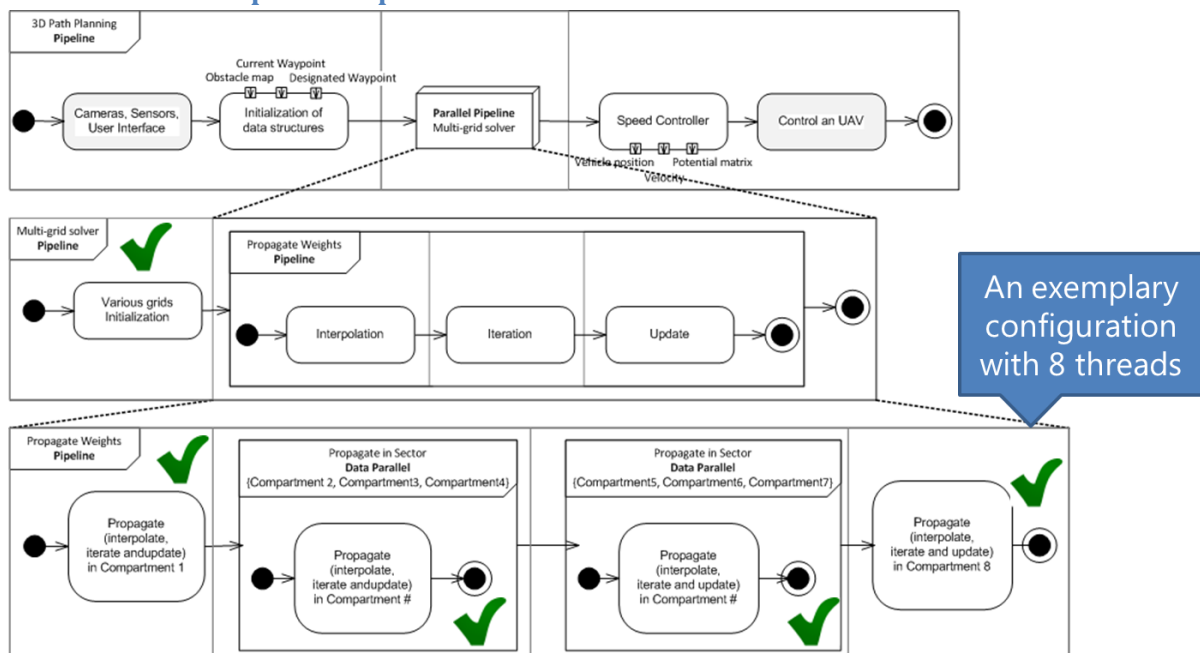 3D Path Planning
Pipeline
Current Waypoint
Obstacle map
Designated Waypoint
Cameras, Sensors,
User Interface
Initialization of
data structures
Parallel Pipeline
Multi-grid solver
Speed Controller
Control an UAV
Vehicle position
Potential matrix
Velocity
Multi-grid solver
Pipeline
Propagate Weights
Pipeline
Various grids
Initialization
Interpolation
Iteration
Update
An exemplary
configuration
with 8 threads
Propagate Weights
Pipeline
Propagate
(interpolate,
iterate andupdate)
in Compartment 1
Propagate in Sector
Data Parallel
{Compartment 2, Compartment3, Compartment4}
Propagate
(interpolate,
iterate andupdate)
in Compartment #
Propagate in Sector
Data Parallel
{Compartment5, Compartment6, Compartment7}
Propagate
(interpolate,
iterate and update)
in Compartment #
Propagate
(interpolate,
iterate and update)
in Compartment 8